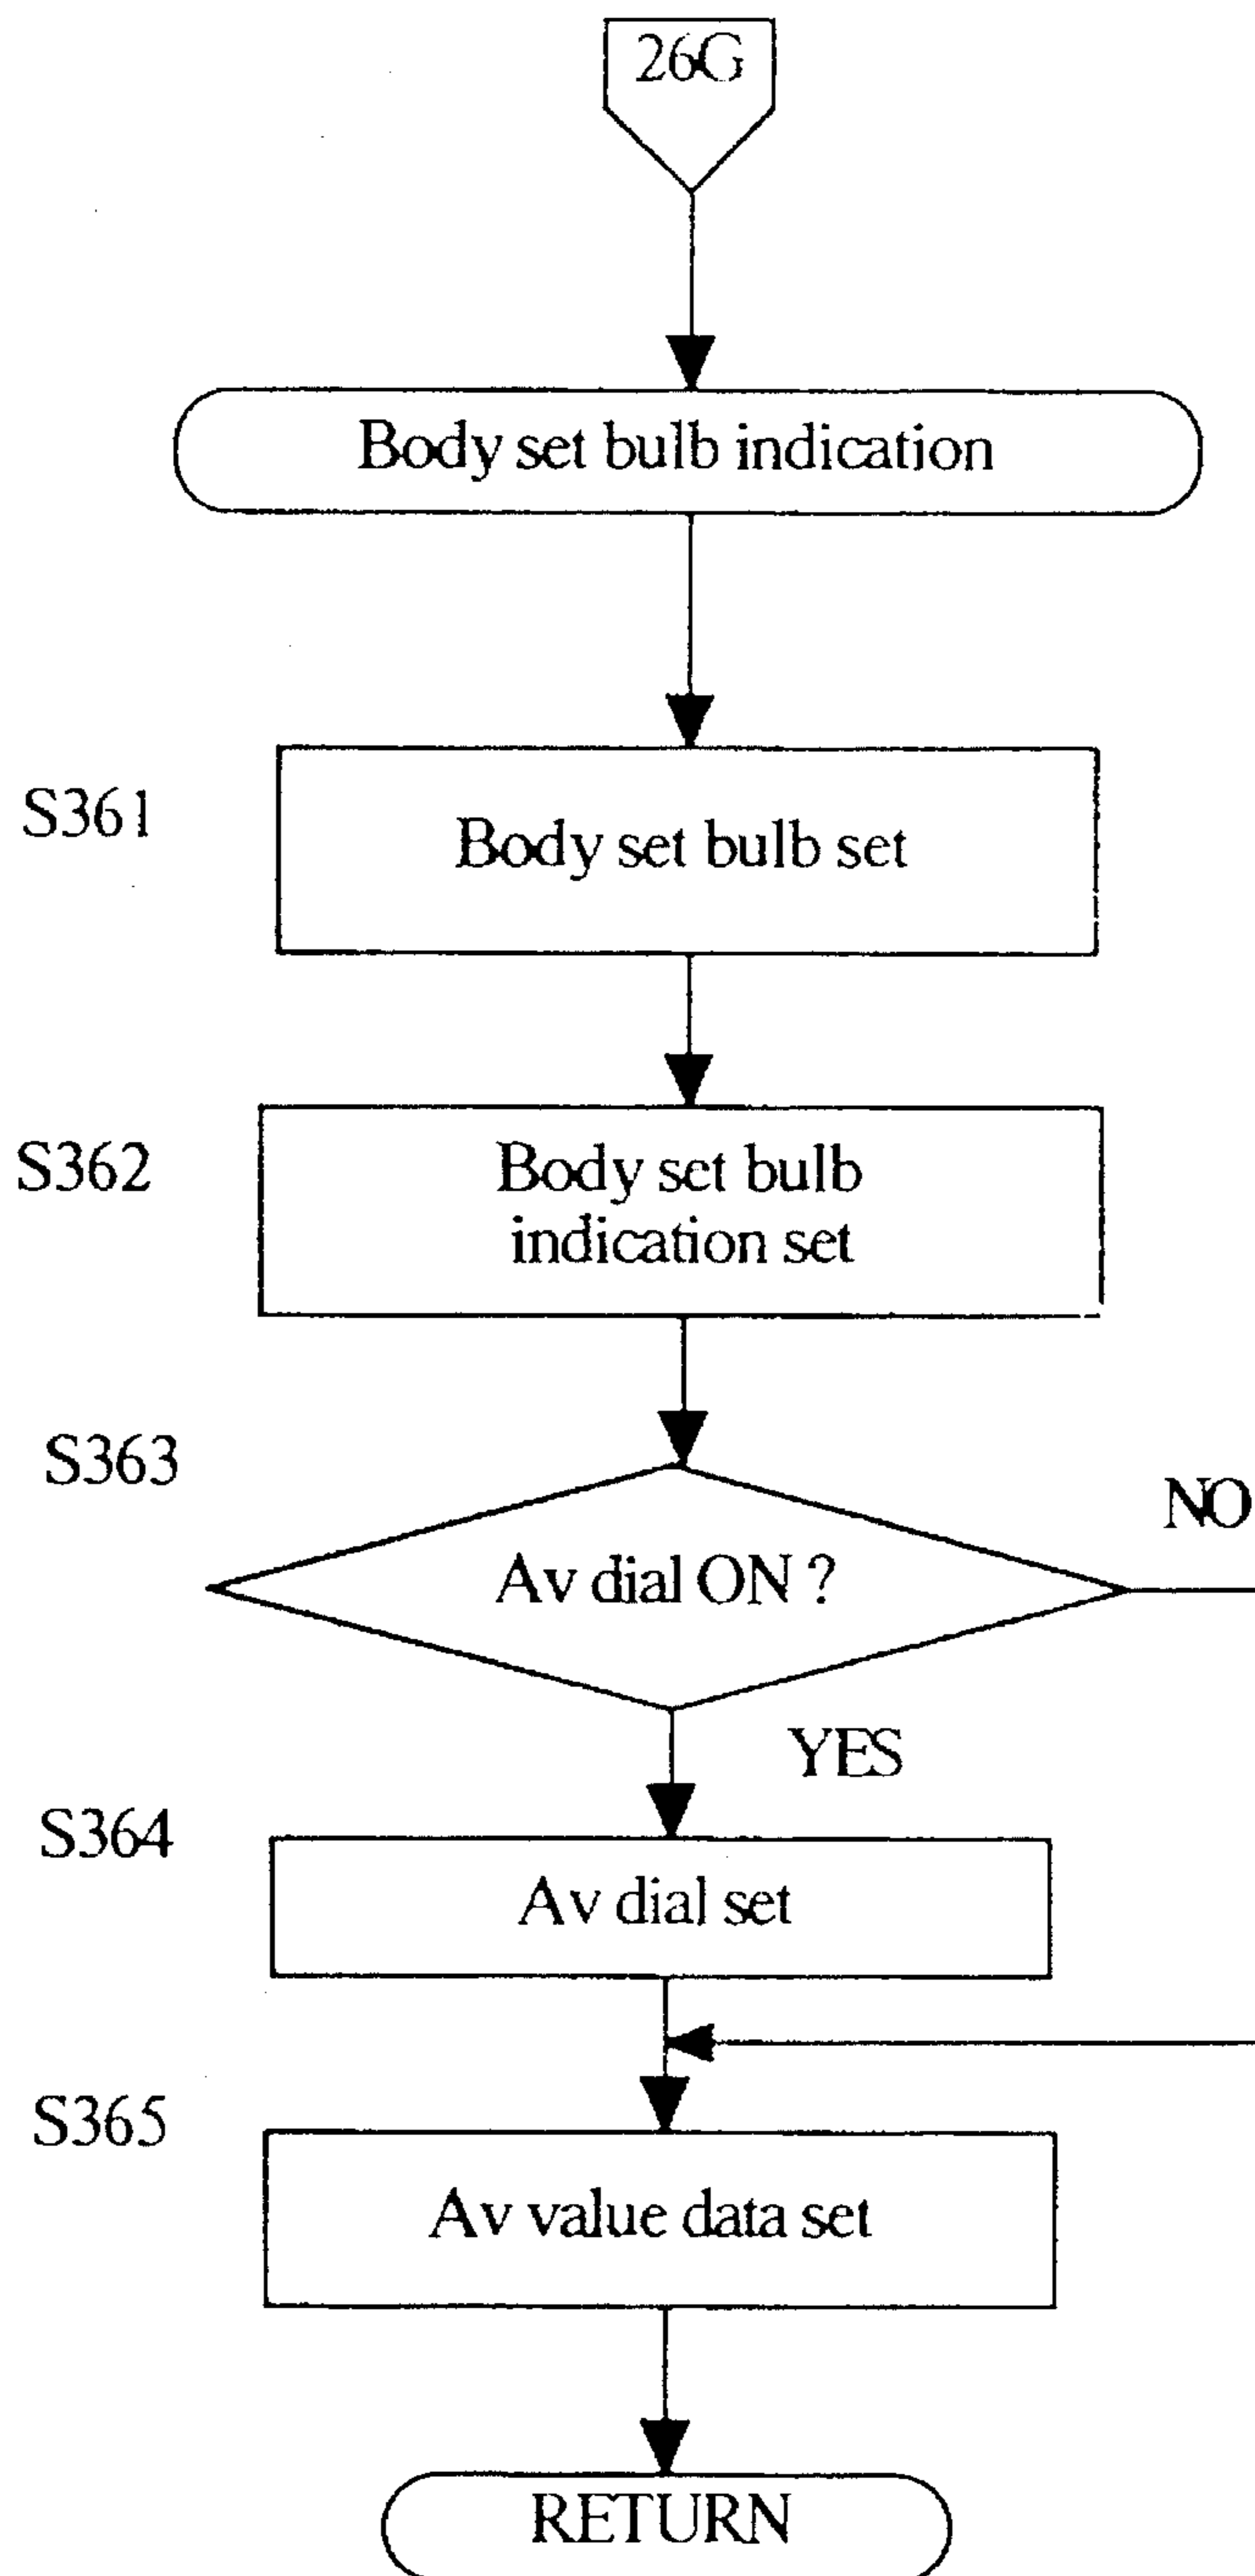 26G
Body set bulb indication
S361
Body set bulb set
S362
Body set bulb
indication set
S363
NO
Av dial ON ?
YES
S364
Av dial set
S365
Av value data set
RETURN